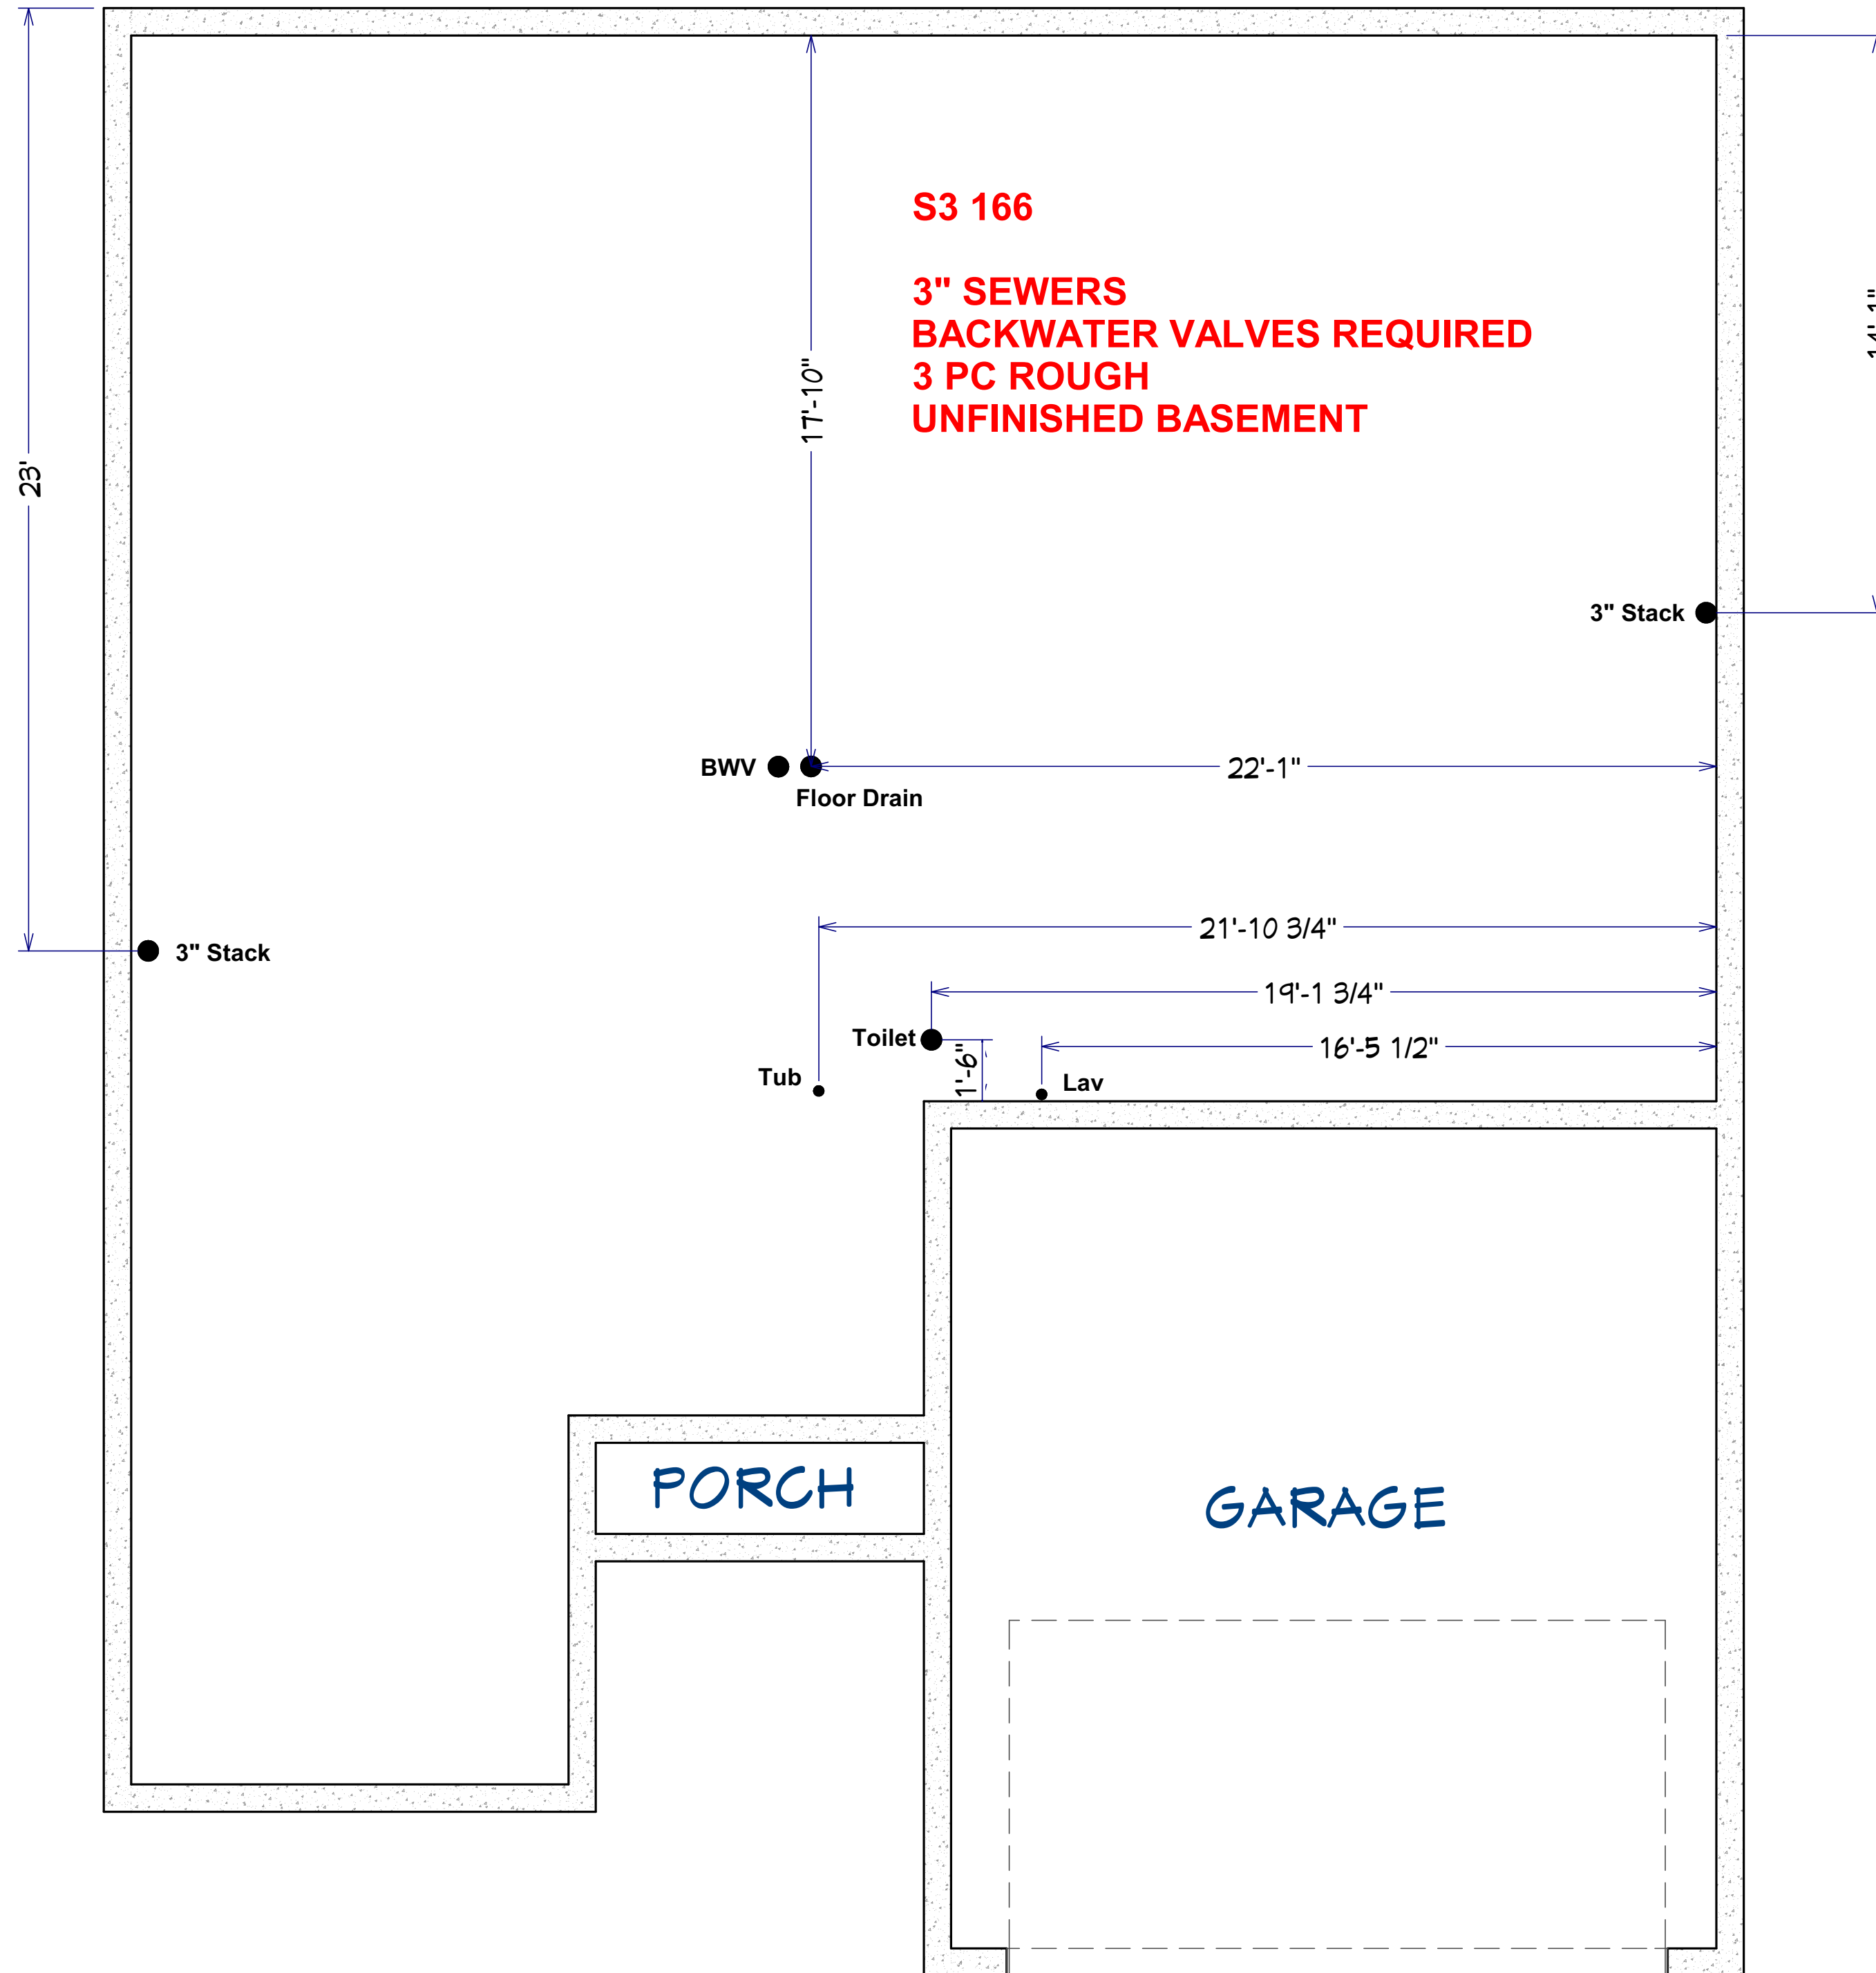 S3 166
3" SEWERS
BACKWATER VALVES REQUIRED
3 PC ROUGH
UNFINISHED BASEMENT
23'
17'-10"
14'-1"
3" Stack
BWV
22'-1"
Floor Drain
21'-10 3/4"
3" Stack
19'-1 3/4"
Toilet
1'-6"
16'-5 1/2"
Tub
Lav
PORCH
GARAGE